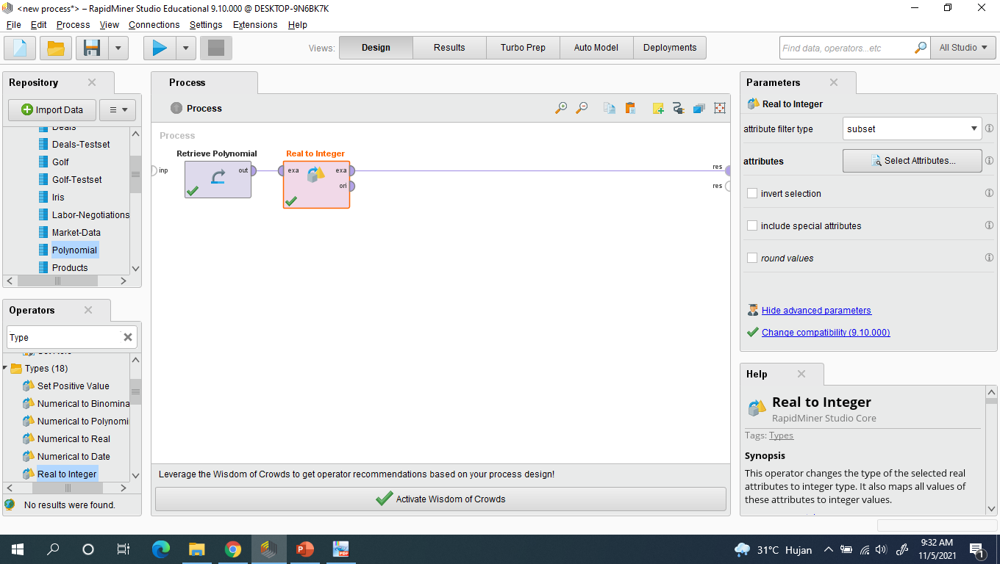 <new process*> – RapidMiner Studio Educational 9.10.000 @ DESKTOP-9N6BK7K
File Edit Process View Connections Settings Extensions Help
Views: Design Results Turbo Prep Auto Model Deployments
Find data, operators...etc
All Studio
Repository
Import Data
Deals
Deals-Testset
Golf
Golf-Testset
Iris
Labor-Negotiations
Market-Data
Polynomial
Products
Operators
Type
Types (18)
Set Positive Value
Numerical to Binomina
Numerical to Polynomi
Numerical to Real
Numerical to Date
Real to Integer
No results were found.
Process
Process
Process
Retrieve Polynomial
Real to Integer
inp
out
exa
exa
ori
res
res
Leverage the Wisdom of Crowds to get operator recommendations based on your process design!
Activate Wisdom of Crowds
Parameters
Real to Integer
attribute filter type
subset
attributes
Select Attributes...
invert selection
include special attributes
round values
Hide advanced parameters
Change compatibility (9.10.000)
Help
Real to Integer
RapidMiner Studio Core
Tags: Types
Synopsis
This operator changes the type of the selected real
attributes to integer type. It also maps all values of
these attributes to integer values.
31°C Hujan
9:32 AM
11/5/2021
1